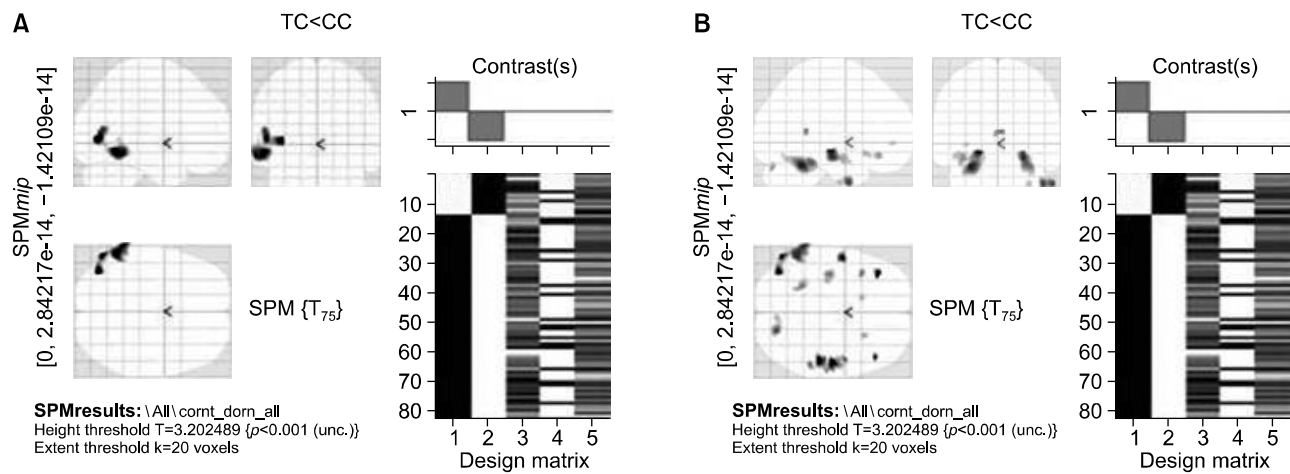 A
TC<CC
SPMmip
[0, 2.84217e-14, −1.42109e-14]
<
<
<
SPM {T75}
Contrast(s)
1
10
20
30
40
50
60
70
80
1 2 3 4 5
Design matrix
SPMresults: \All\cornt_dorn_all
Height threshold T=3.202489 {p<0.001 (unc.)}
Extent threshold k=20 voxels
B
TC<CC
SPMmip
[0, 2.84217e-14, −1.42109e-14]
<
<
<
SPM {T75}
Contrast(s)
1
10
20
30
40
50
60
70
80
1 2 3 4 5
Design matrix
SPMresults: \All\cornt_dorn_all
Height threshold T=3.202489 {p<0.001 (unc.)}
Extent threshold k=20 voxels